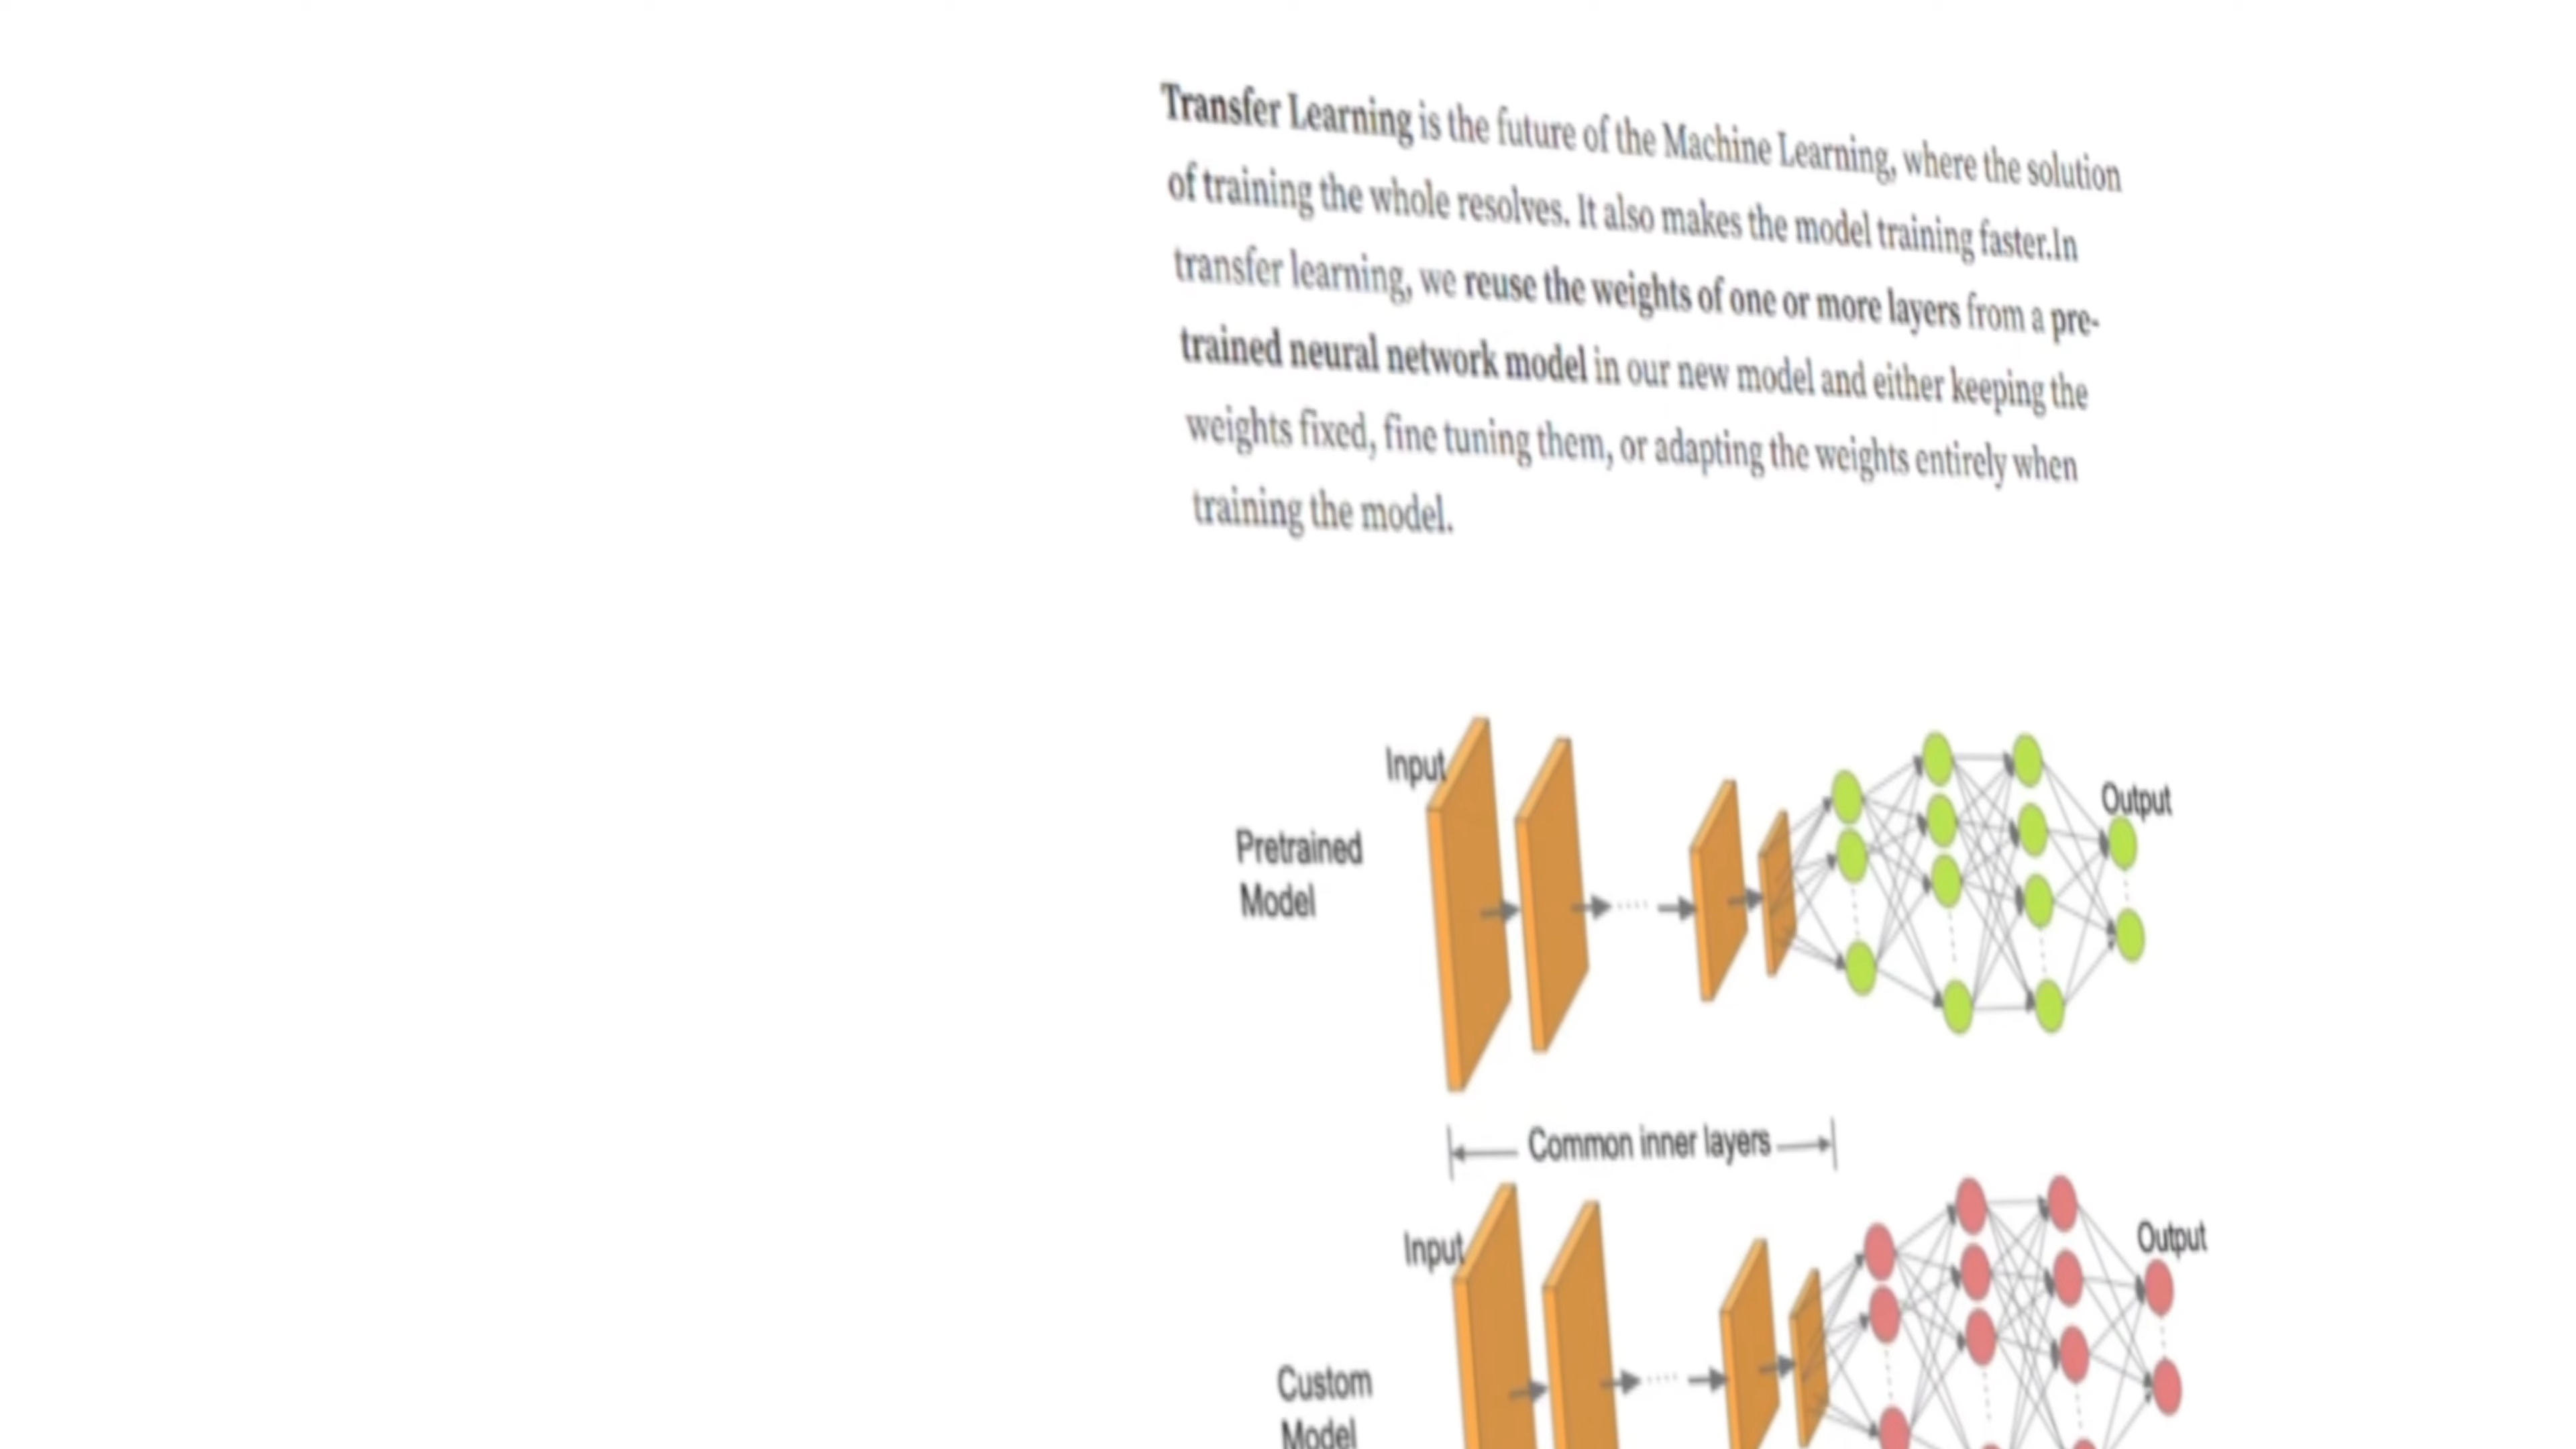 Transfer Learning is the future of the Machine Learning, where the solution
of training the whole resolves. It also makes the model training faster.In
transfer learning, we reuse the weights of one or more layers from a pre-
trained neural network model in our new model and either keeping the
weights fixed, fine tuning them, or adapting the weights entirely when
training the model.
Input
Output
Pretrained
Model
Common inner layers
Input
Output
Custom
Model